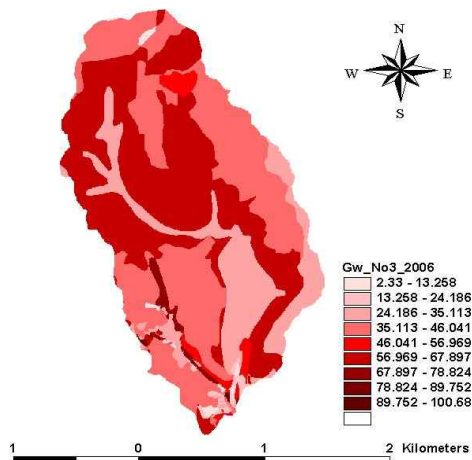 N
W E
S
Gw_No3_2006
2.33 - 13.258
13.258 - 24.186
24.186 - 35.113
35.113 - 46.041
46.041 - 56.969
56.969 - 67.897
67.897 - 78.824
78.824 - 89.752
89.752 - 100.68
1 0 1 2 Kilometers